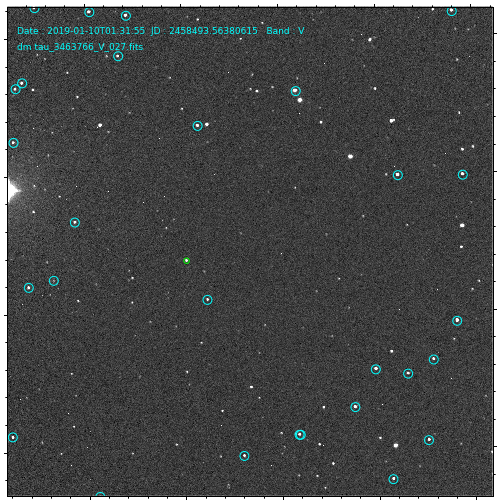 Date : 2019-01-10T01:31:55 JD : 2458493.56380615 Band : V
dm tau_3463766_V_027.fits